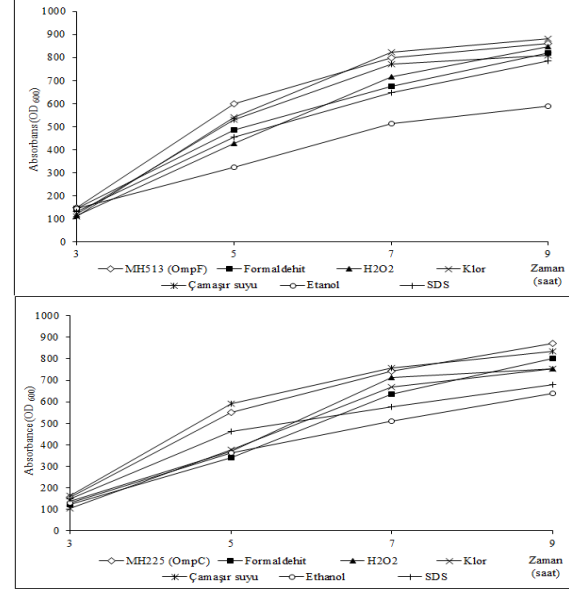 1000
900
800
700
600
500
400
300
200
100
0
Absorbans (OD 600)
3 5 7 9
MH513 (OmpF) Formaldehit H2O2 Klor Zaman
Çamaşır suyu Etanol SDS (saat)
1000
900
800
700
600
500
400
300
200
100
0
Absorbance (OD 600)
3 5 7 9
MH225 (OmpC) Formaldehit H2O2 Klor Zaman
Çamaşır suyu Ethanol SDS (saat)